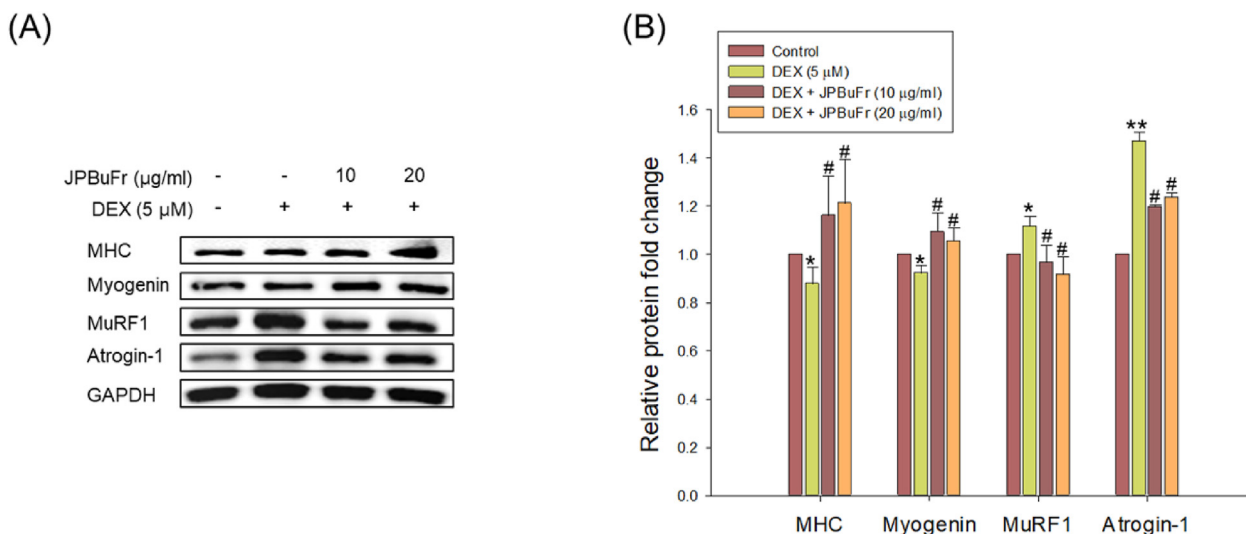 (A)
JPBuFr (μg/ml) - - 10 20
DEX (5 μM) - + + +
MHC
Myogenin
MuRF1
Atrogin-1
GAPDH
(B)
Control
DEX (5 μM)
DEX + JPBuFr (10 μg/ml)
DEX + JPBuFr (20 μg/ml)
Relative protein fold change
1.6
1.4
1.2
1.0
0.8
0.6
0.4
0.2
0.0
* # #
* # #
* # #
** # #
MHC Myogenin MuRF1 Atrogin-1